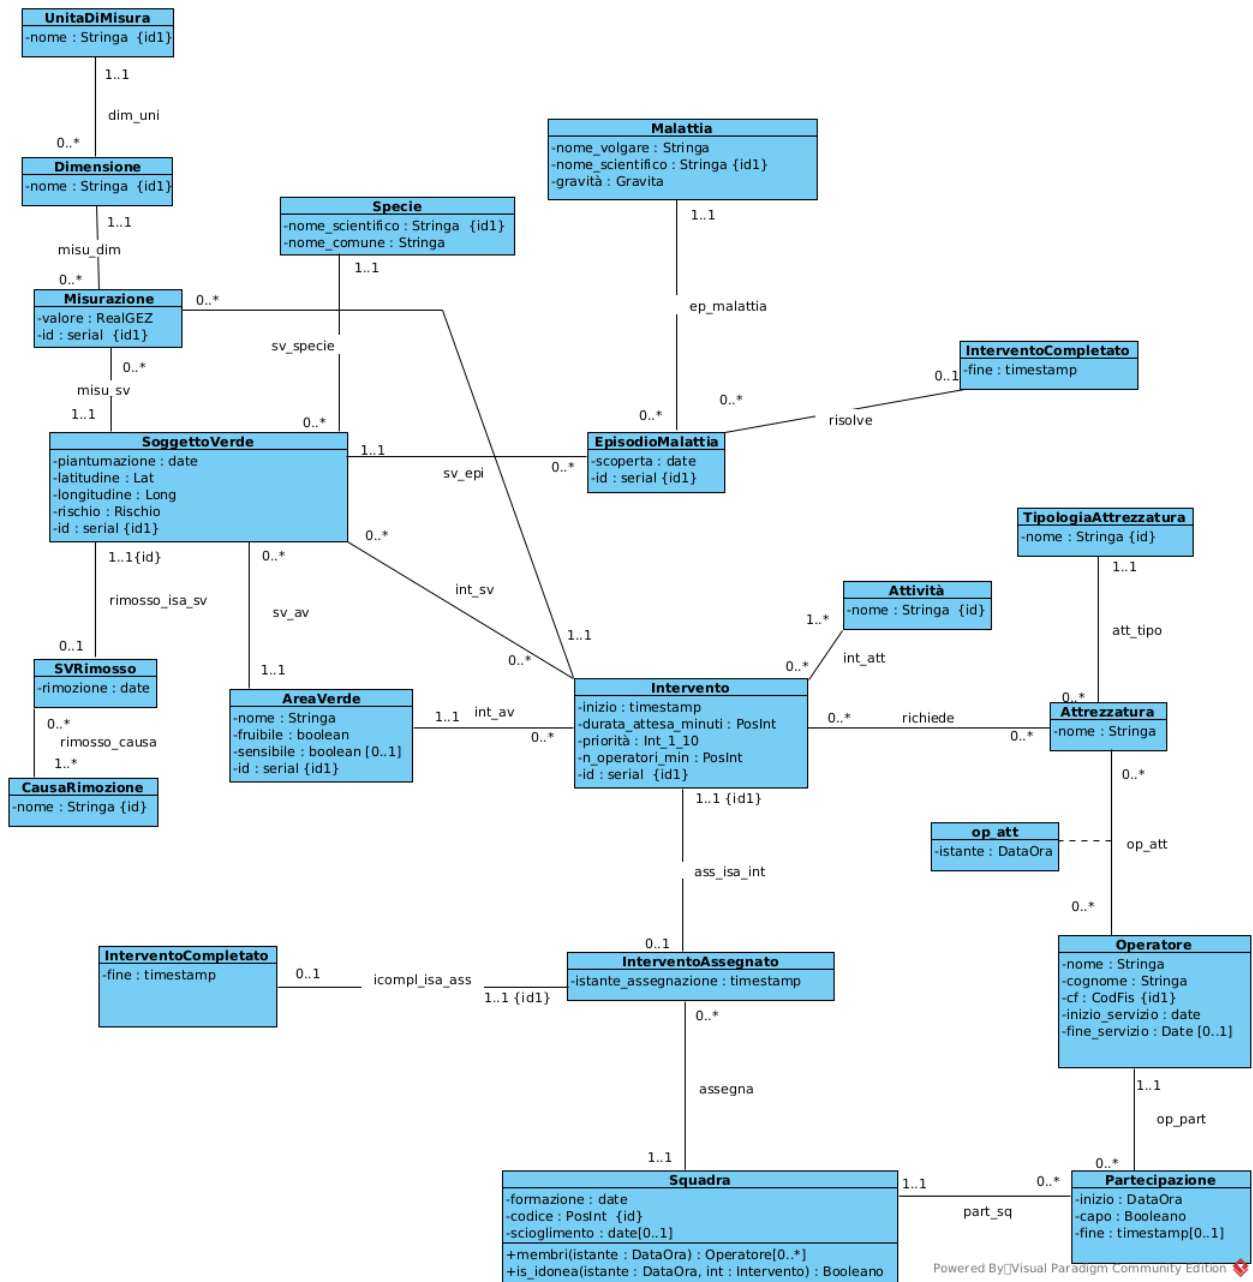 UnitaDiMisura
-nome : Stringa {id1}
1..1
dim_uni
0..*
Dimensione
-nome : Stringa {id1}
1..1
misu_dim
0..*
Misurazione
-valore : RealGEZ
-id : serial {id1}
0..*
0..*
misu_sv
1..1
Specie
-nome_scientifico : Stringa {id1}
-nome_comune : Stringa
1..1
sv_specie
0..*
Malattia
-nome_volgare : Stringa
-nome_scientifico : Stringa {id1}
-gravità : Gravita
1..1
ep_malattia
0..*
InterventoCompletato
-fine : timestamp
0..1
0..*
risolve
EpisodioMalattia
-scoperta : date
-id : serial {id1}
SoggettoVerde
-piantumazione : date
-latitudine : Lat
-longitudine : Long
-rischio : Rischio
-id : serial {id1}
1..1
sv_epi
0..*
TipologiaAttrezzatura
-nome : Stringa {id}
1..1
att_tipo
0..*
1..1{id}
rimosso_isa_sv
0..1
0..*
sv_av
1..1
0..*
int_sv
0..*
1..1
Attività
-nome : Stringa {id}
1..*
int_att
0..*
SVRimosso
-rimozione : date
0..*
rimosso_causa
1..*
CausaRimozione
-nome : Stringa {id}
AreaVerde
-nome : Stringa
-fruibile : boolean
-sensibile : boolean [0..1]
-id : serial {id1}
1..1
int_av
0..*
Intervento
-inizio : timestamp
-durata_attesa_minuti : PosInt
-priorità : Int_1_10
-n_operatori_min : PosInt
-id : serial {id1}
0..*
richiede
0..*
Attrezzatura
-nome : Stringa
0..*
op_att
-istante : DataOra
op_att
0..*
1..1 {id1}
ass_isa_int
0..1
InterventoCompletato
-fine : timestamp
0..1
icompl_isa_ass
1..1 {id1}
InterventoAssegnato
-istante_assegnazione : timestamp
0..*
assegna
1..1
Operatore
-nome : Stringa
-cognome : Stringa
-cf : CodFis {id1}
-inizio_servizio : date
-fine_servizio : Date [0..1]
1..1
op_part
0..*
Squadra
-formazione : date
-codice : PosInt {id}
-scioglimento : date[0..1]
+membri(istante : DataOra) : Operatore[0..*]
+is_idonea(istante : DataOra, int : Intervento) : Booleano
1..1
part_sq
0..*
Partecipazione
-inizio : DataOra
-capo : Booleano
-fine : timestamp[0..1]
Powered By Visual Paradigm Community Edition